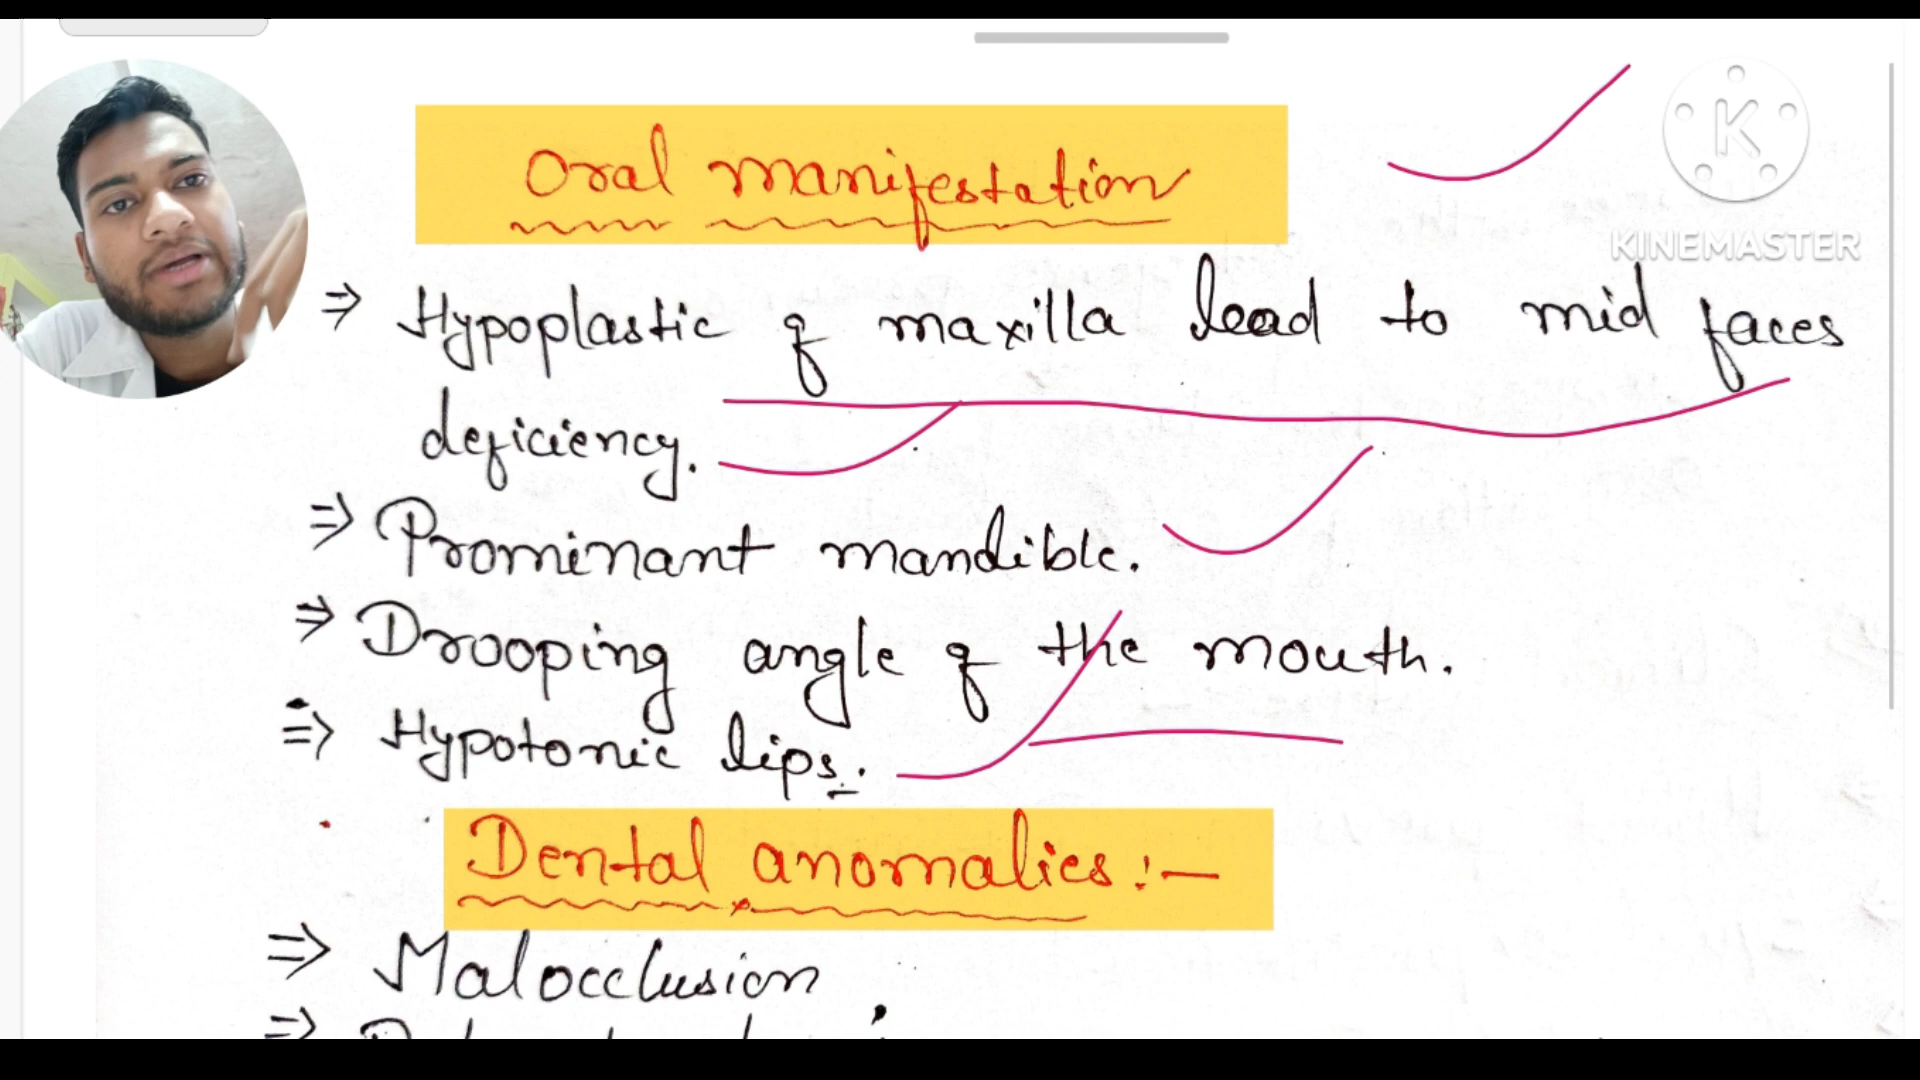 KINEMASTER
Oral manifestation
⇒ Hypoplastic of maxilla lead to mid faces
deficiency.
⇒ Prominant mandible.
⇒ Drooping angle of the mouth.
⇒ Hypotonic lips.
Dental anomalies :-
⇒ Malocclusion